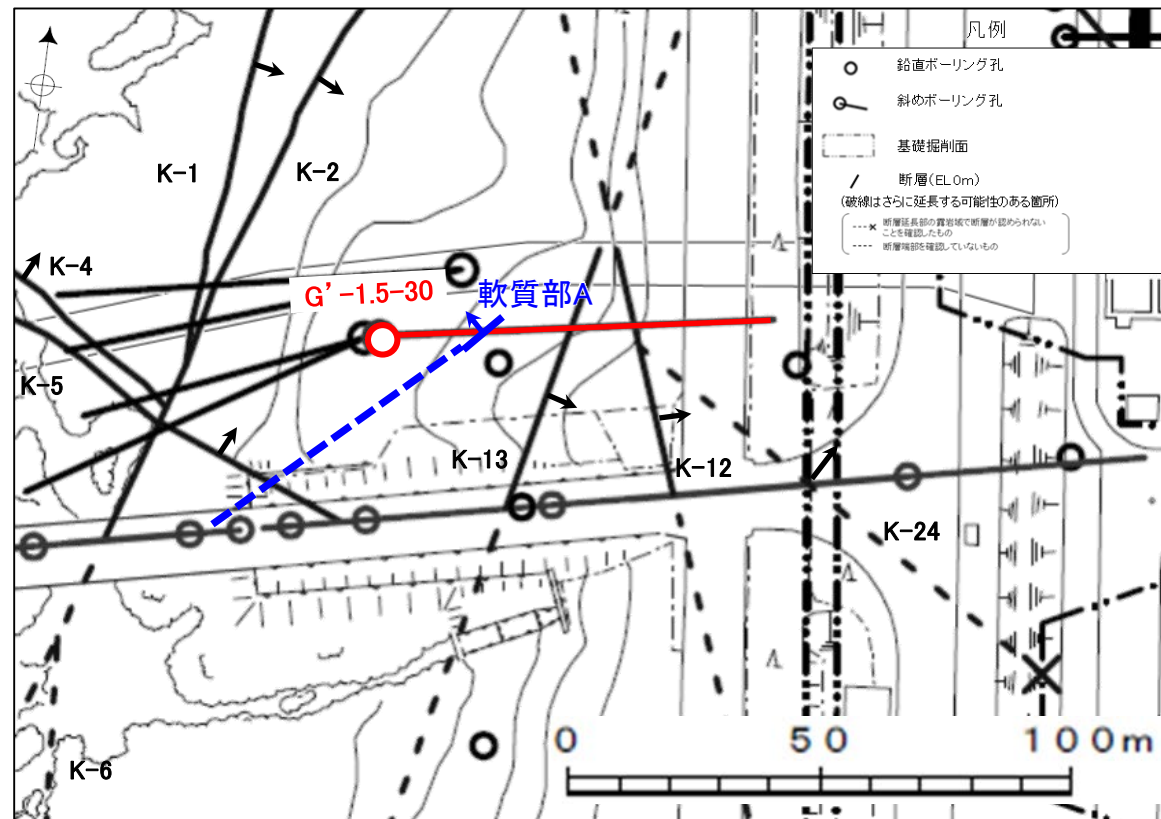 凡例
鉛直ボーリング孔
斜めボーリング孔
基礎掘削面
断層(EL0m)
(破線はさらに延長する可能性のある箇所)
断層延長部の露岩域で断層が認められない
ことを確認したもの
断層端部を確認していないもの
K-1
K-2
K-4
G’-1.5-30
軟質部A
K-5
K-13
K-12
K-24
K-6
0 50 100m